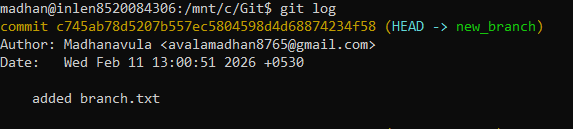 madhan@inlen8520084306:/mnt/c/Git$ git log
commit c745ab78d5207b557ec5804598d4d68874234f58 (HEAD -> new_branch)
Author: Madhanavula <avalamadhan8765@gmail.com>
Date:   Wed Feb 11 13:00:51 2026 +0530
    added branch.txt